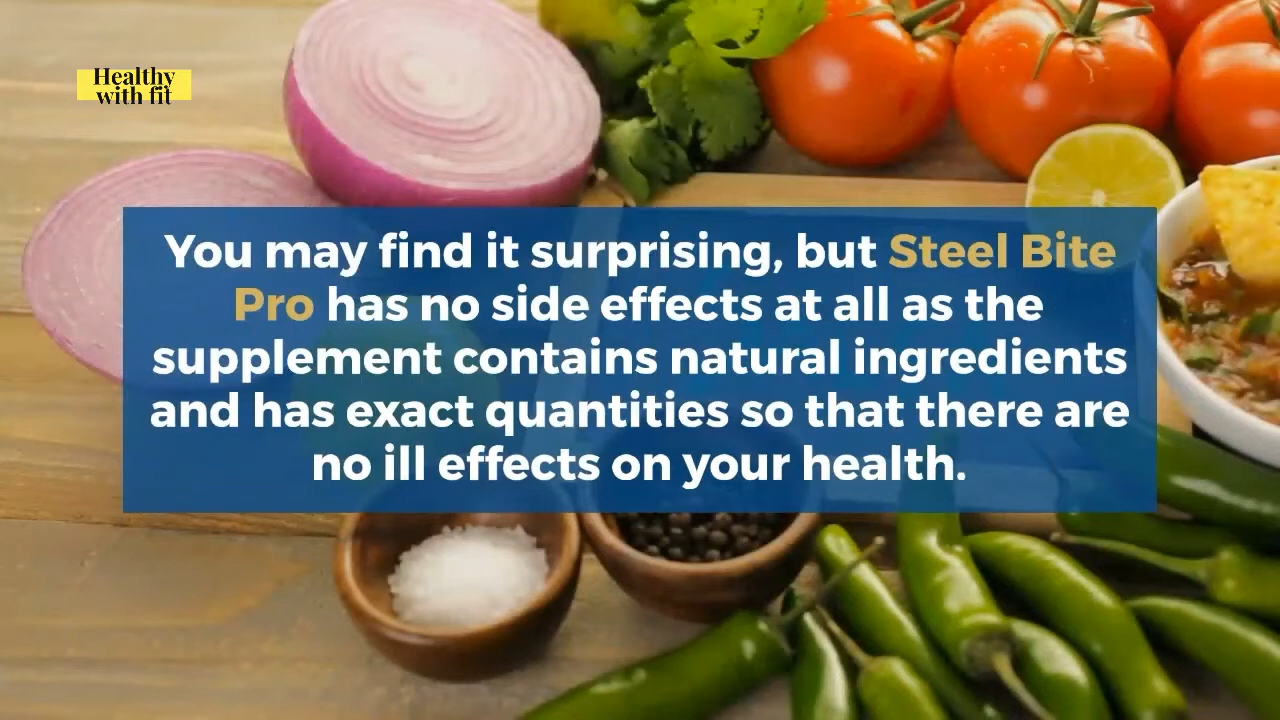 Healthy
with fit
You may find it surprising, but Steel Bite
Pro has no side effects at all as the
supplement contains natural ingredients
and has exact quantities so that there are
no ill effects on your health.